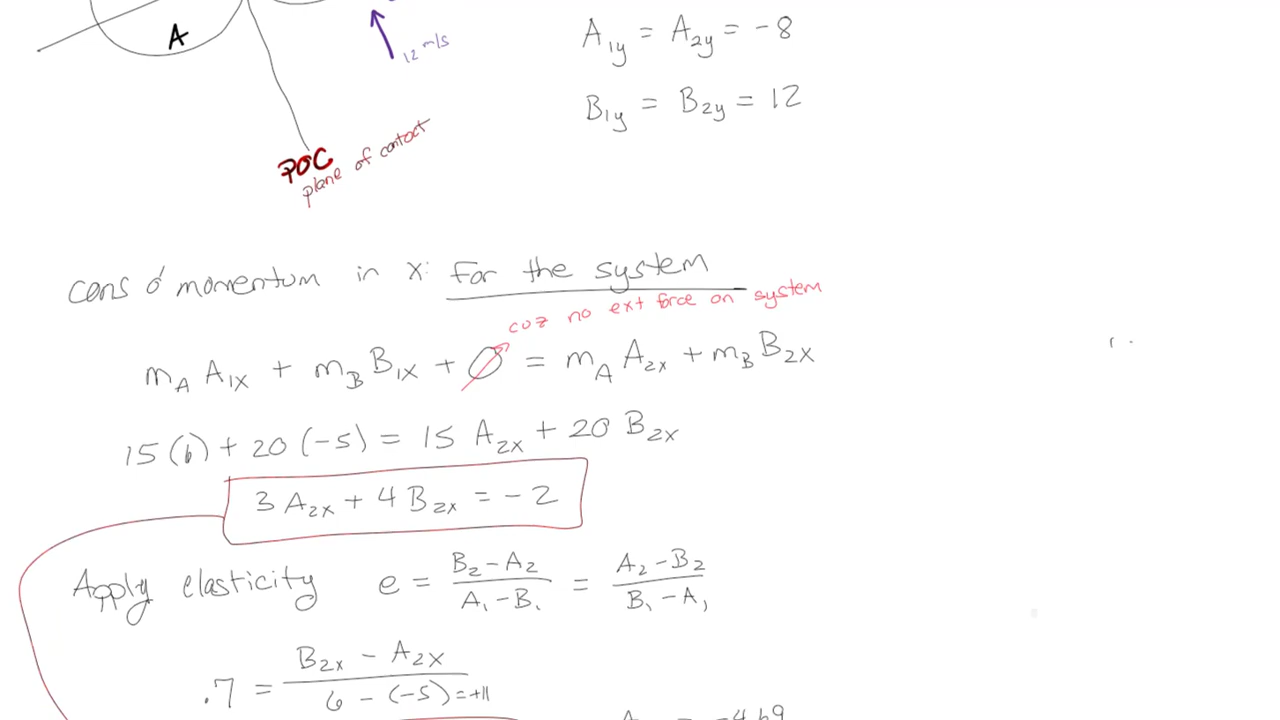 A
12 m/s
POC
plane of contact
A1y = A2y = -8
B1y = B2y = 12
cons o' momentum in x: for the system
coz no ext force on system
mA A1x + mB B1x + 0 = mA A2x + mB B2x
15(6) + 20(-5) = 15 A2x + 20 B2x
3 A2x + 4 B2x = -2
Apply elasticity e = B2-A2 / A1-B1 = A2-B2 / B1-A1
.7 = B2x - A2x / 6 - (-5) = +11